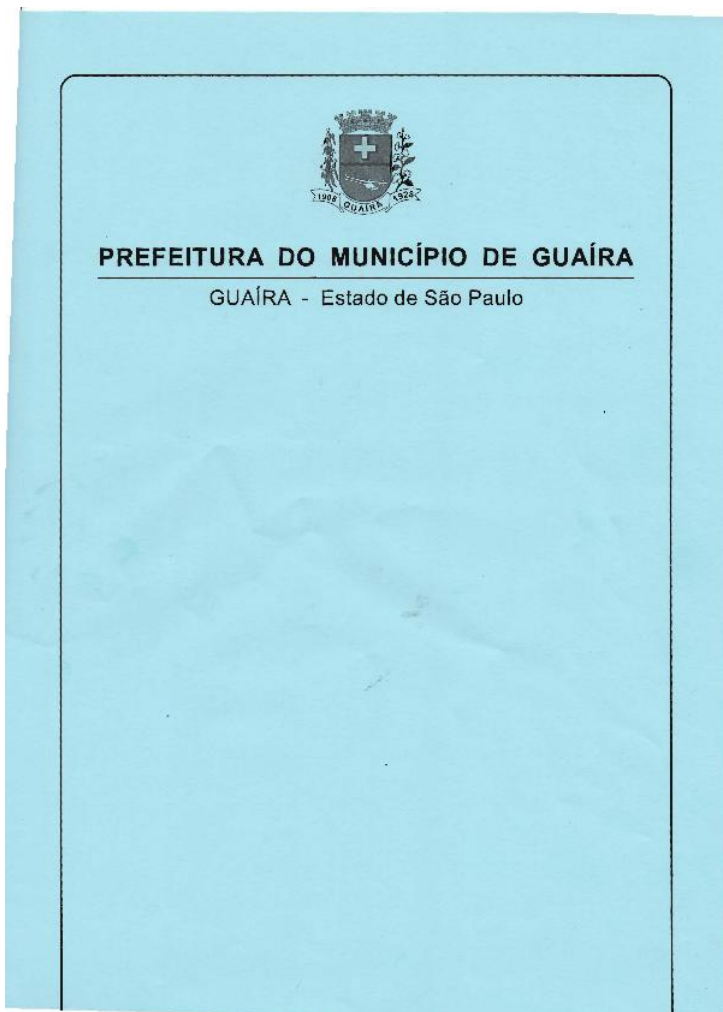 1908 GUAÍRA 1928
PREFEITURA DO MUNICÍPIO DE GUAÍRA
GUAÍRA - Estado de São Paulo